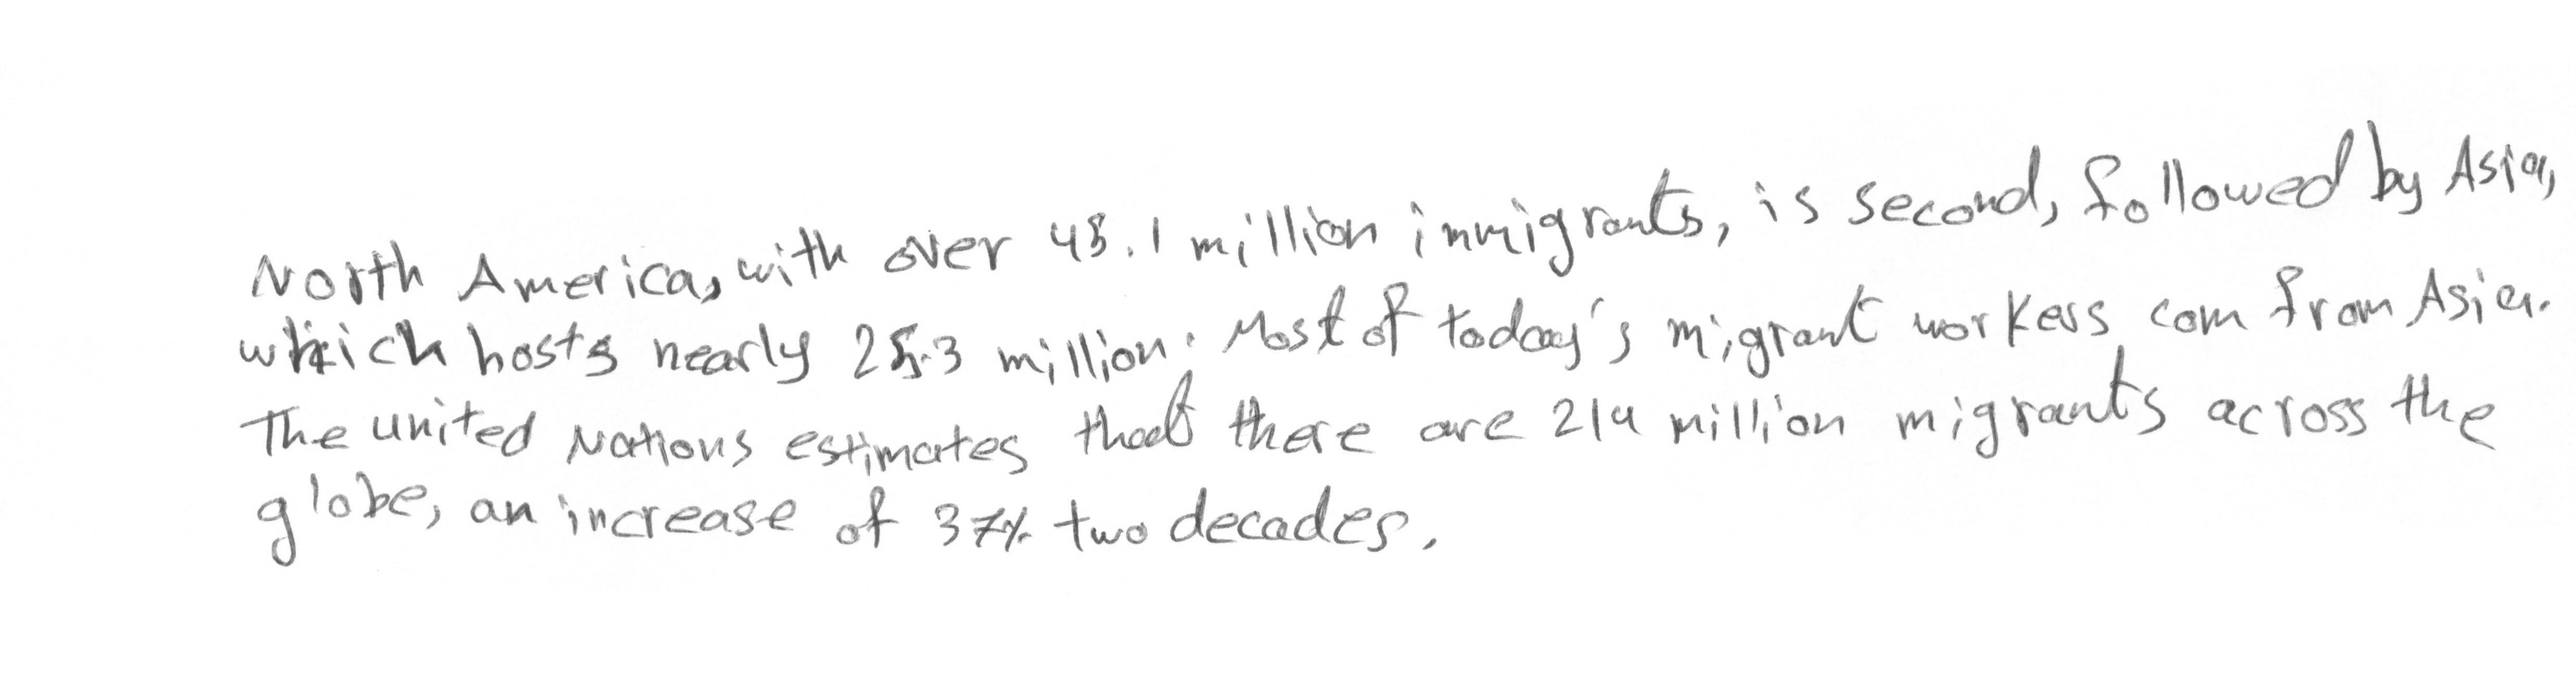 North America, with over 45.1 million immigrants, is second, followed by Asia,
which hosts nearly 25.3 million. Most of today's migrant workers com from Asia.
The united Nations estimates that there are 214 million migrants across the
globe, an increase of 37% two decades.